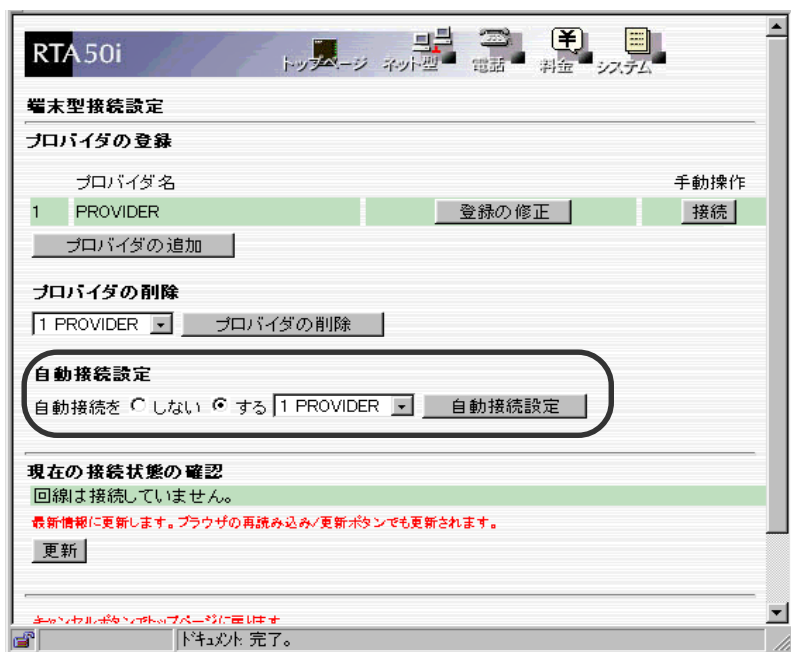 RTA50i
トップページ ネット型 電話 料金 システム
端末型接続設定
プロバイダの登録
プロバイダ名 手動操作
1 PROVIDER 登録の修正 接続
プロバイダの追加
プロバイダの削除
1 PROVIDER プロバイダの削除
自動接続設定
自動接続を しない する 1 PROVIDER 自動接続設定
現在の接続状態の確認
回線は接続していません。
最新情報に更新します。ブラウザの再読み込み/更新ボタンでも更新されます。
更新
キャンセルボタンでトップページに戻ります
ドキュメント: 完了。